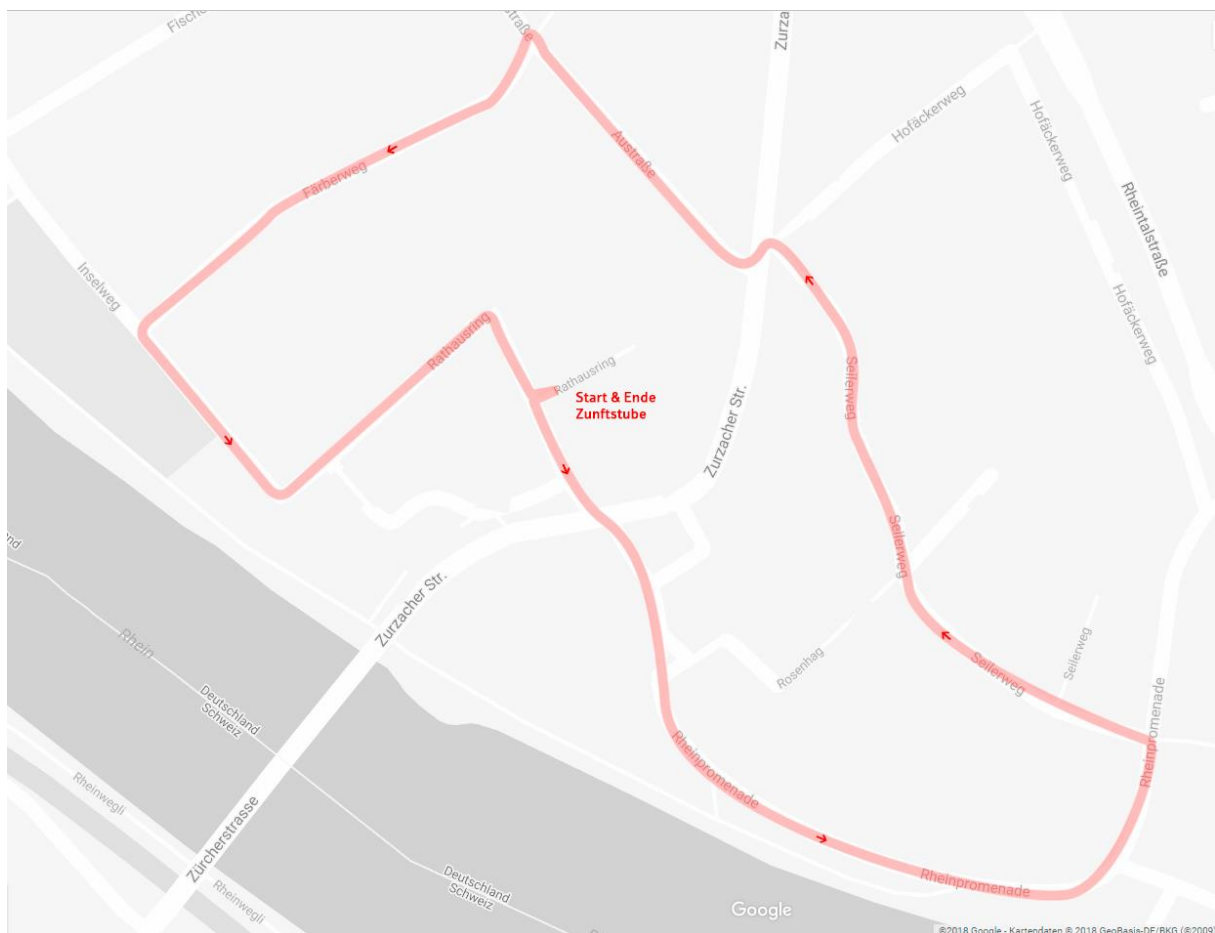 Fische
straße
Zurza
Hofäckerweg
Hofäckerweg
Austraße
Färberweg
Rheintalstraße
Inselweg
Hofäckerweg
Rathausring
Rathausring
Start & Ende
Zunftstube
Seilerweg
Zurzacher Str.
Seilerweg
Rhein
Zurzacher Str.
Seilerweg
Rosenhag
Seilerweg
Deutschland
Schweiz
Rheinpromenade
Rheinpromenade
Rheinwegli
Zürcherstrasse
Rheinpromenade
Deutschland
Schweiz
Rheinwegli
Google
©2018 Google - Kartendaten © 2018 GeoBasis-DE/BKG (©2009)